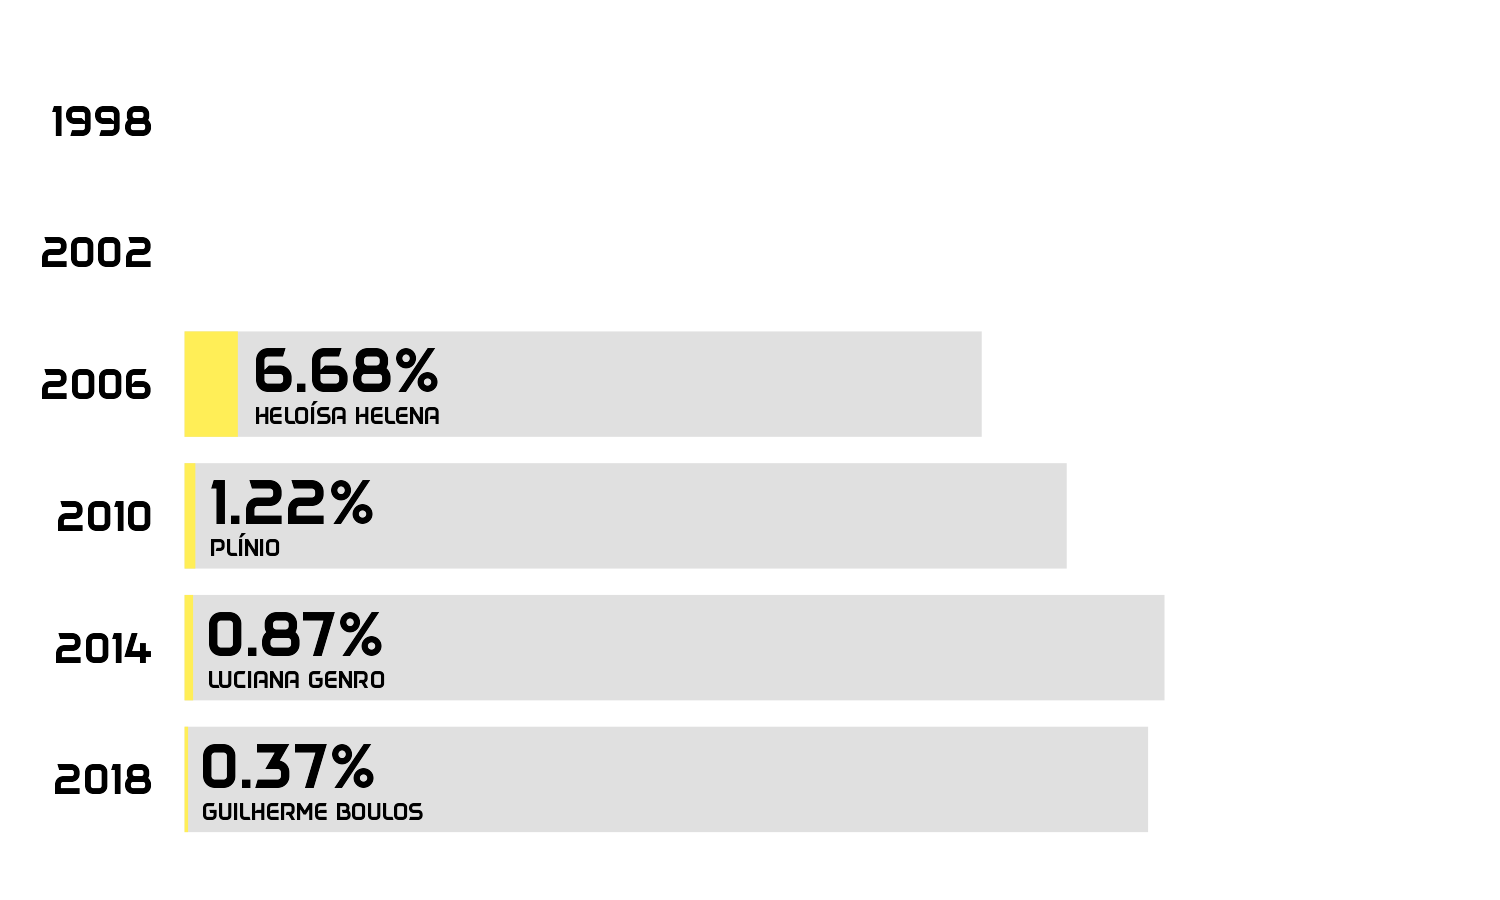 1998
2002
2006
6.68%
HELOÍSA HELENA
2010
1.22%
PLÍNIO
2014
0.87%
LUCIANA GENRO
2018
0.37%
GUILHERME BOULOS